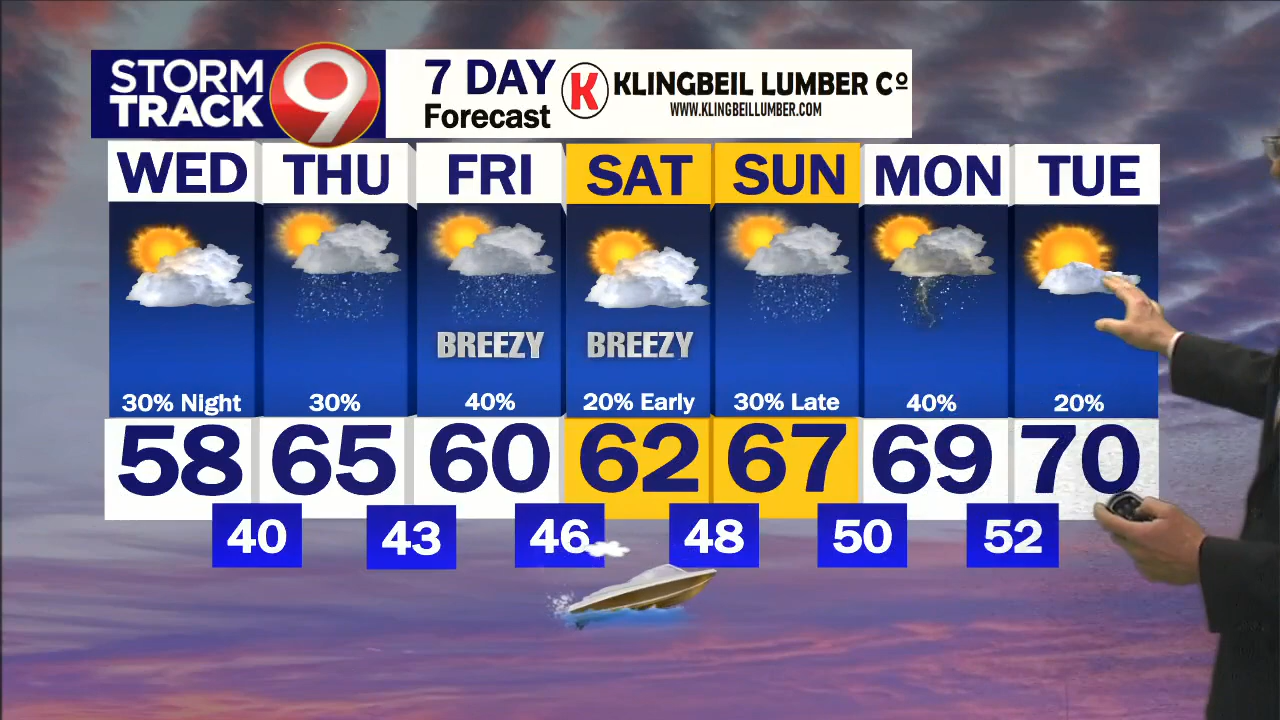 STORM
TRACK
9
7 DAY
Forecast
K
KLINGBEIL LUMBER Cº
WWW.KLINGBEILLUMBER.COM
WED THU FRI SAT SUN MON TUE
BREEZY BREEZY
30% Night 30% 40% 20% Early 30% Late 40% 20%
58 65 60 62 67 69 70
40 43 46 48 50 52